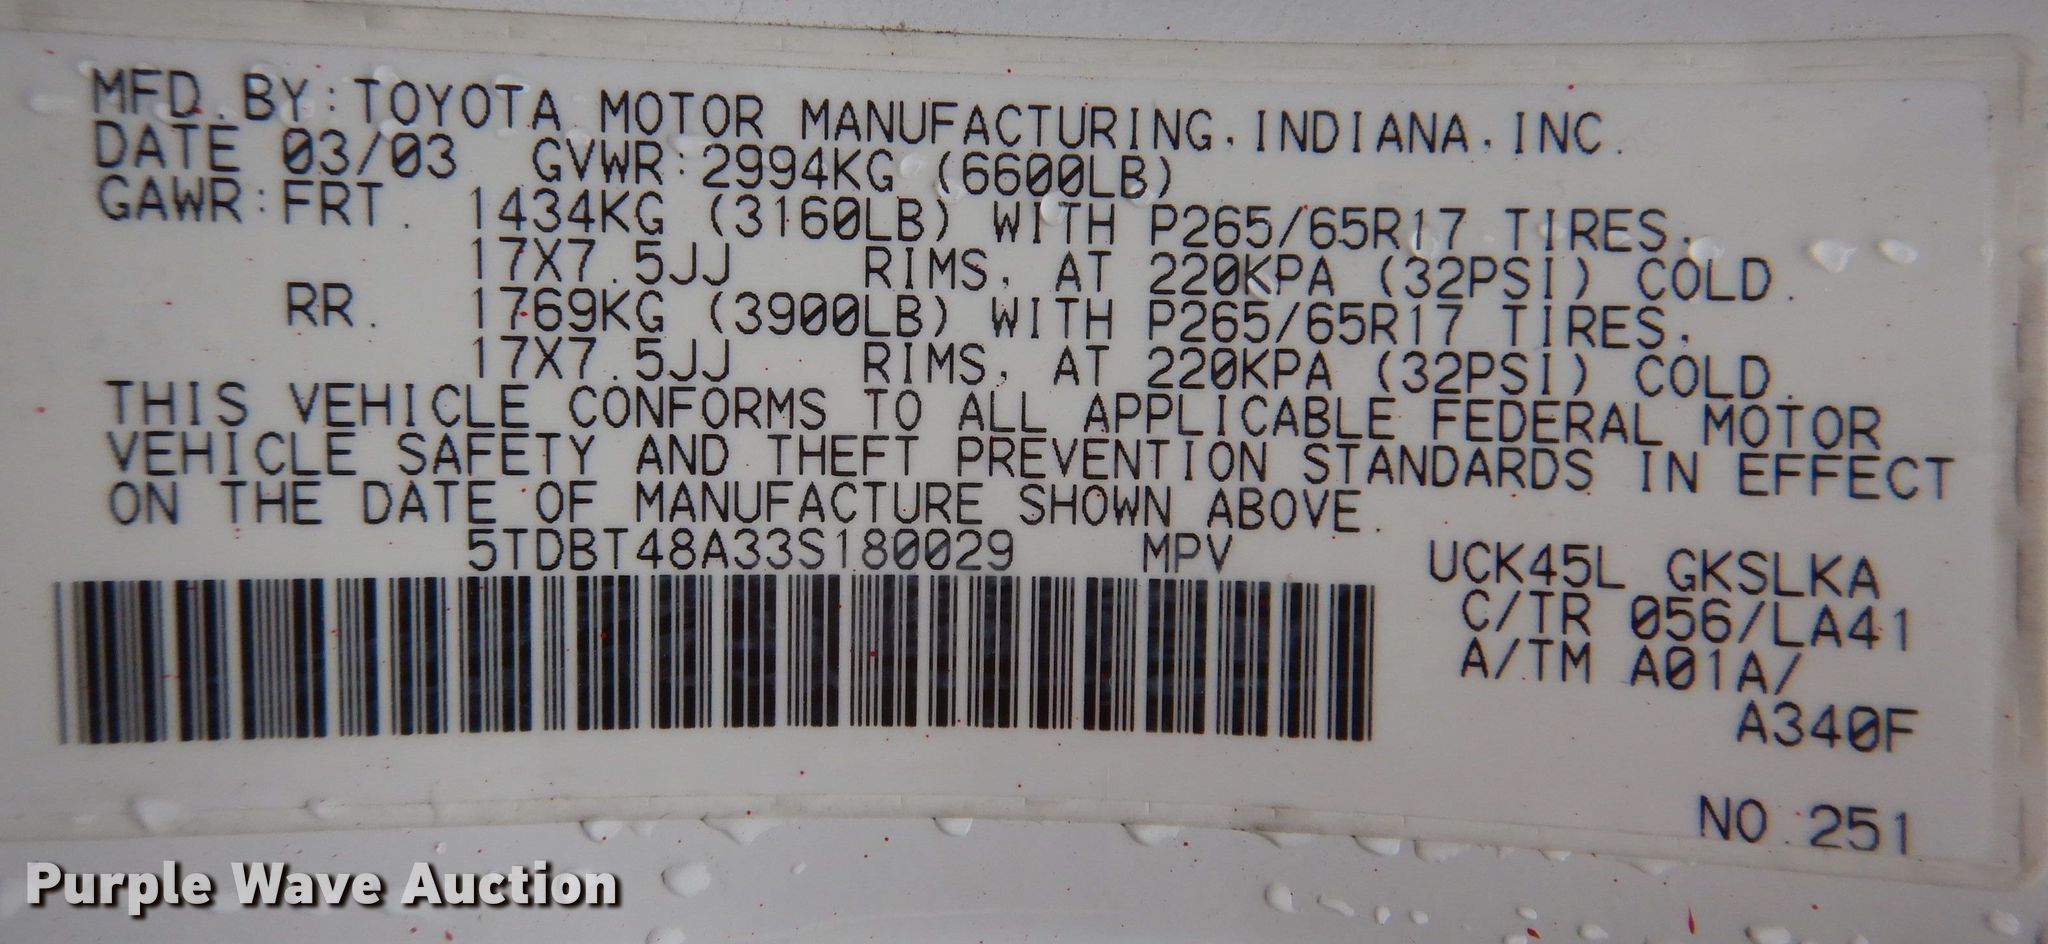 MFD. BY: TOYOTA MOTOR MANUFACTURING, INDIANA, INC.
DATE 03/03 GVWR: 2994KG (6600LB)
GAWR: FRT. 1434KG (3160LB) WITH P265/65R17 TIRES,
17X7.5JJ RIMS, AT 220KPA (32PSI) COLD.
RR. 1769KG (3900LB) WITH P265/65R17 TIRES,
17X7.5JJ RIMS, AT 220KPA (32PSI) COLD.
THIS VEHICLE CONFORMS TO ALL APPLICABLE FEDERAL MOTOR
VEHICLE SAFETY AND THEFT PREVENTION STANDARDS IN EFFECT
ON THE DATE OF MANUFACTURE SHOWN ABOVE.
5TDBT48A33S180029 MPV UCK45L GKSLKA
C/TR 056/LA41
A/TM A01A/
A340F
NO.251
Purple Wave Auction